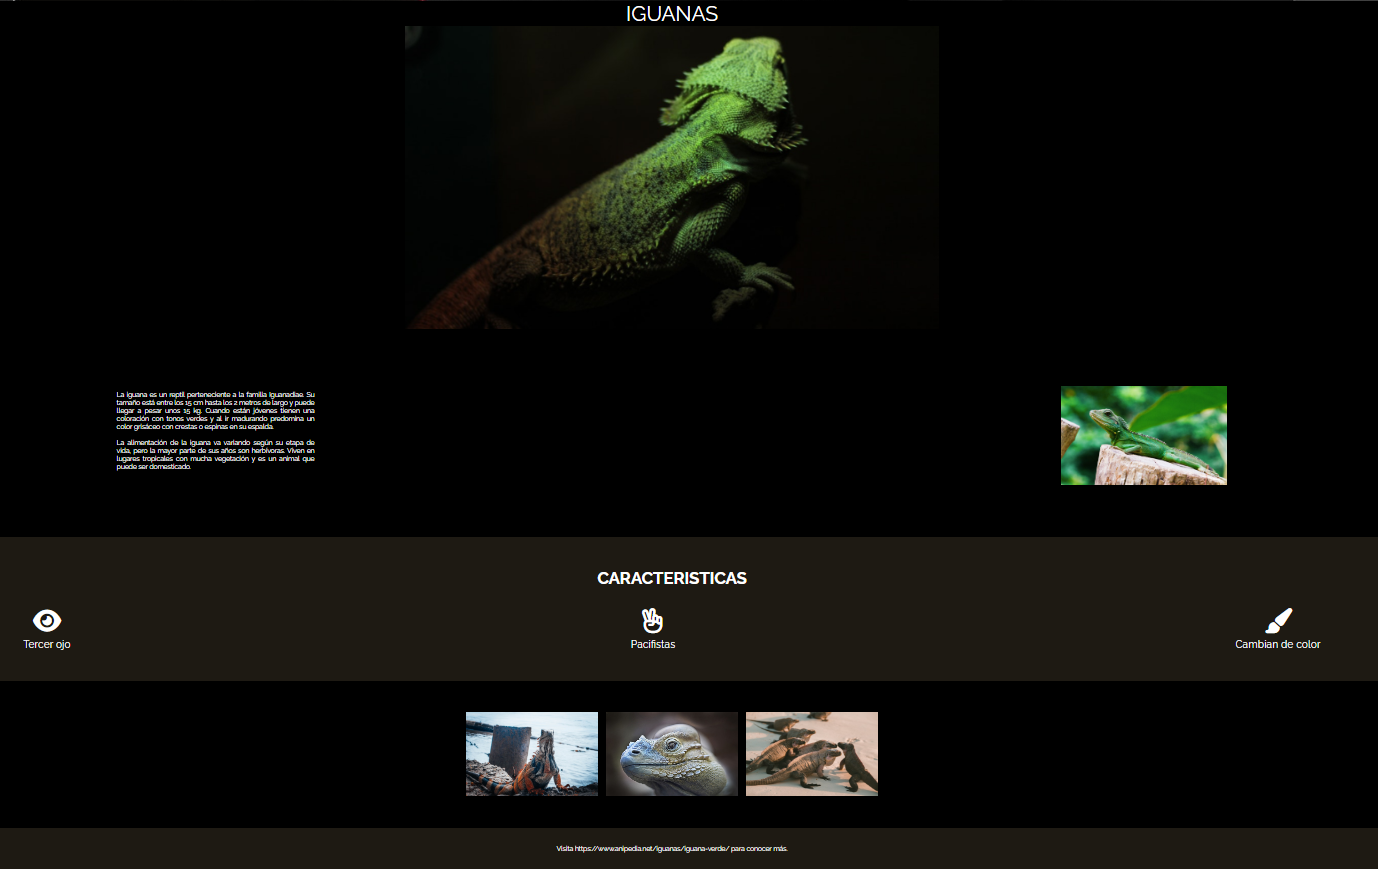 IGUANAS
La iguana es un reptil perteneciente a la familia Iguanadiae. Su
tamaño está entre los 15 cm hasta los 2 metros de largo y puede
llegar a pesar unos 15 kg. Cuando están jóvenes tienen una
coloración con tonos verdes y al ir madurando predomina un
color grisáceo con crestas o espinas en su espalda.
La alimentación de la iguana va variando según su etapa de
vida, pero la mayor parte de sus años son herbívoras. Viven en
lugares tropicales con mucha vegetación y es un animal que
puede ser domesticado.
CARACTERISTICAS
Tercer ojo
Pacifistas
Cambian de color
Visita https://www.anipedia.net/iguanas/iguana-verde/ para conocer más.